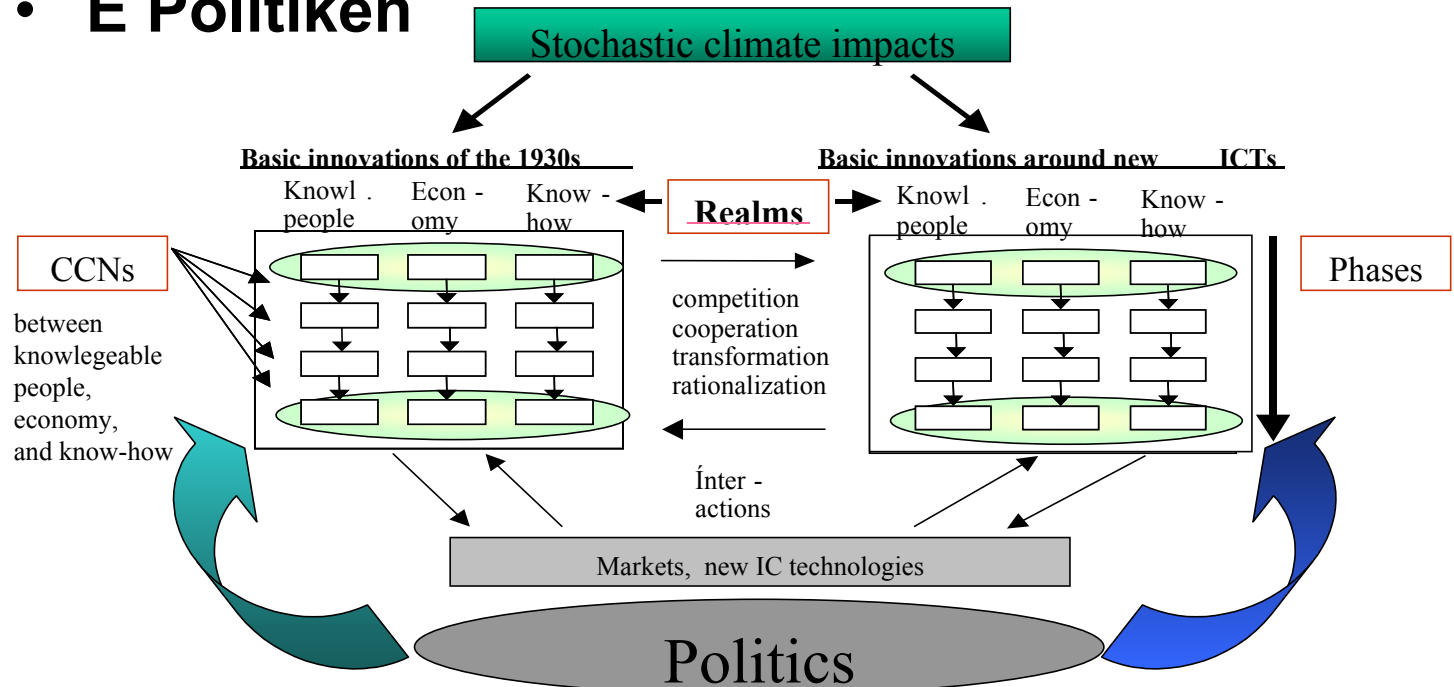 • E Politiken
Stochastic climate impacts
Basic innovations of the 1930s
Basic innovations around new ICTs
Knowl . people
Econ - omy
Know - how
Realms
Knowl . people
Econ - omy
Know - how
CCNs
between
knowlegeable
people,
economy,
and know-how
competition
cooperation
transformation
rationalization
Phases
Ínter -
actions
Markets, new IC technologies
Politics